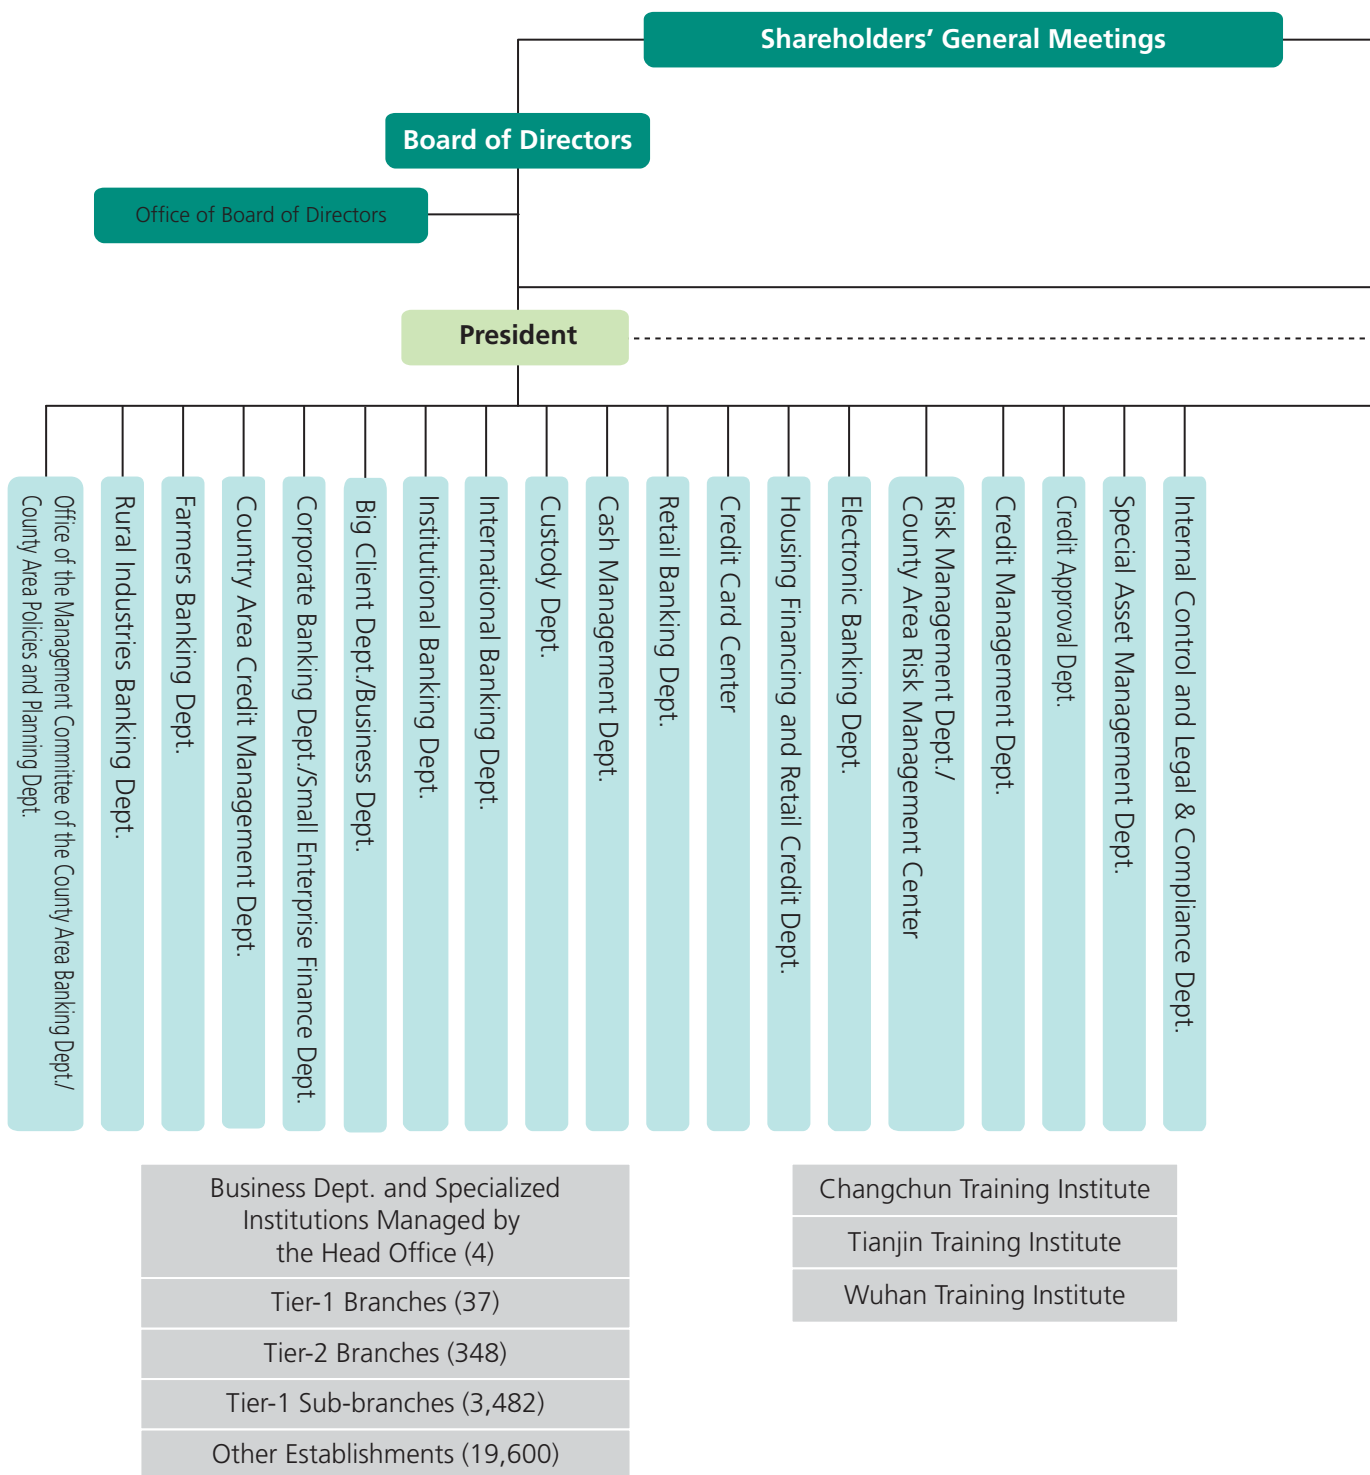 Shareholders’ General Meetings
Board of Directors
Office of Board of Directors
President
Office of the Management Committee of the County Area Banking Dept./
County Area Policies and Planning Dept.
Rural Industries Banking Dept.
Farmers Banking Dept.
Country Area Credit Management Dept.
Corporate Banking Dept./Small Enterprise Finance Dept.
Big Client Dept./Business Dept.
Institutional Banking Dept.
International Banking Dept.
Custody Dept.
Cash Management Dept.
Retail Banking Dept.
Credit Card Center
Housing Financing and Retail Credit Dept.
Electronic Banking Dept.
Risk Management Dept./
County Area Risk Management Center
Credit Management Dept.
Credit Approval Dept.
Special Asset Management Dept.
Internal Control and Legal & Compliance Dept.
Business Dept. and Specialized
Institutions Managed by
the Head Office (4)
Tier-1 Branches (37)
Tier-2 Branches (348)
Tier-1 Sub-branches (3,482)
Other Establishments (19,600)
Changchun Training Institute
Tianjin Training Institute
Wuhan Training Institute